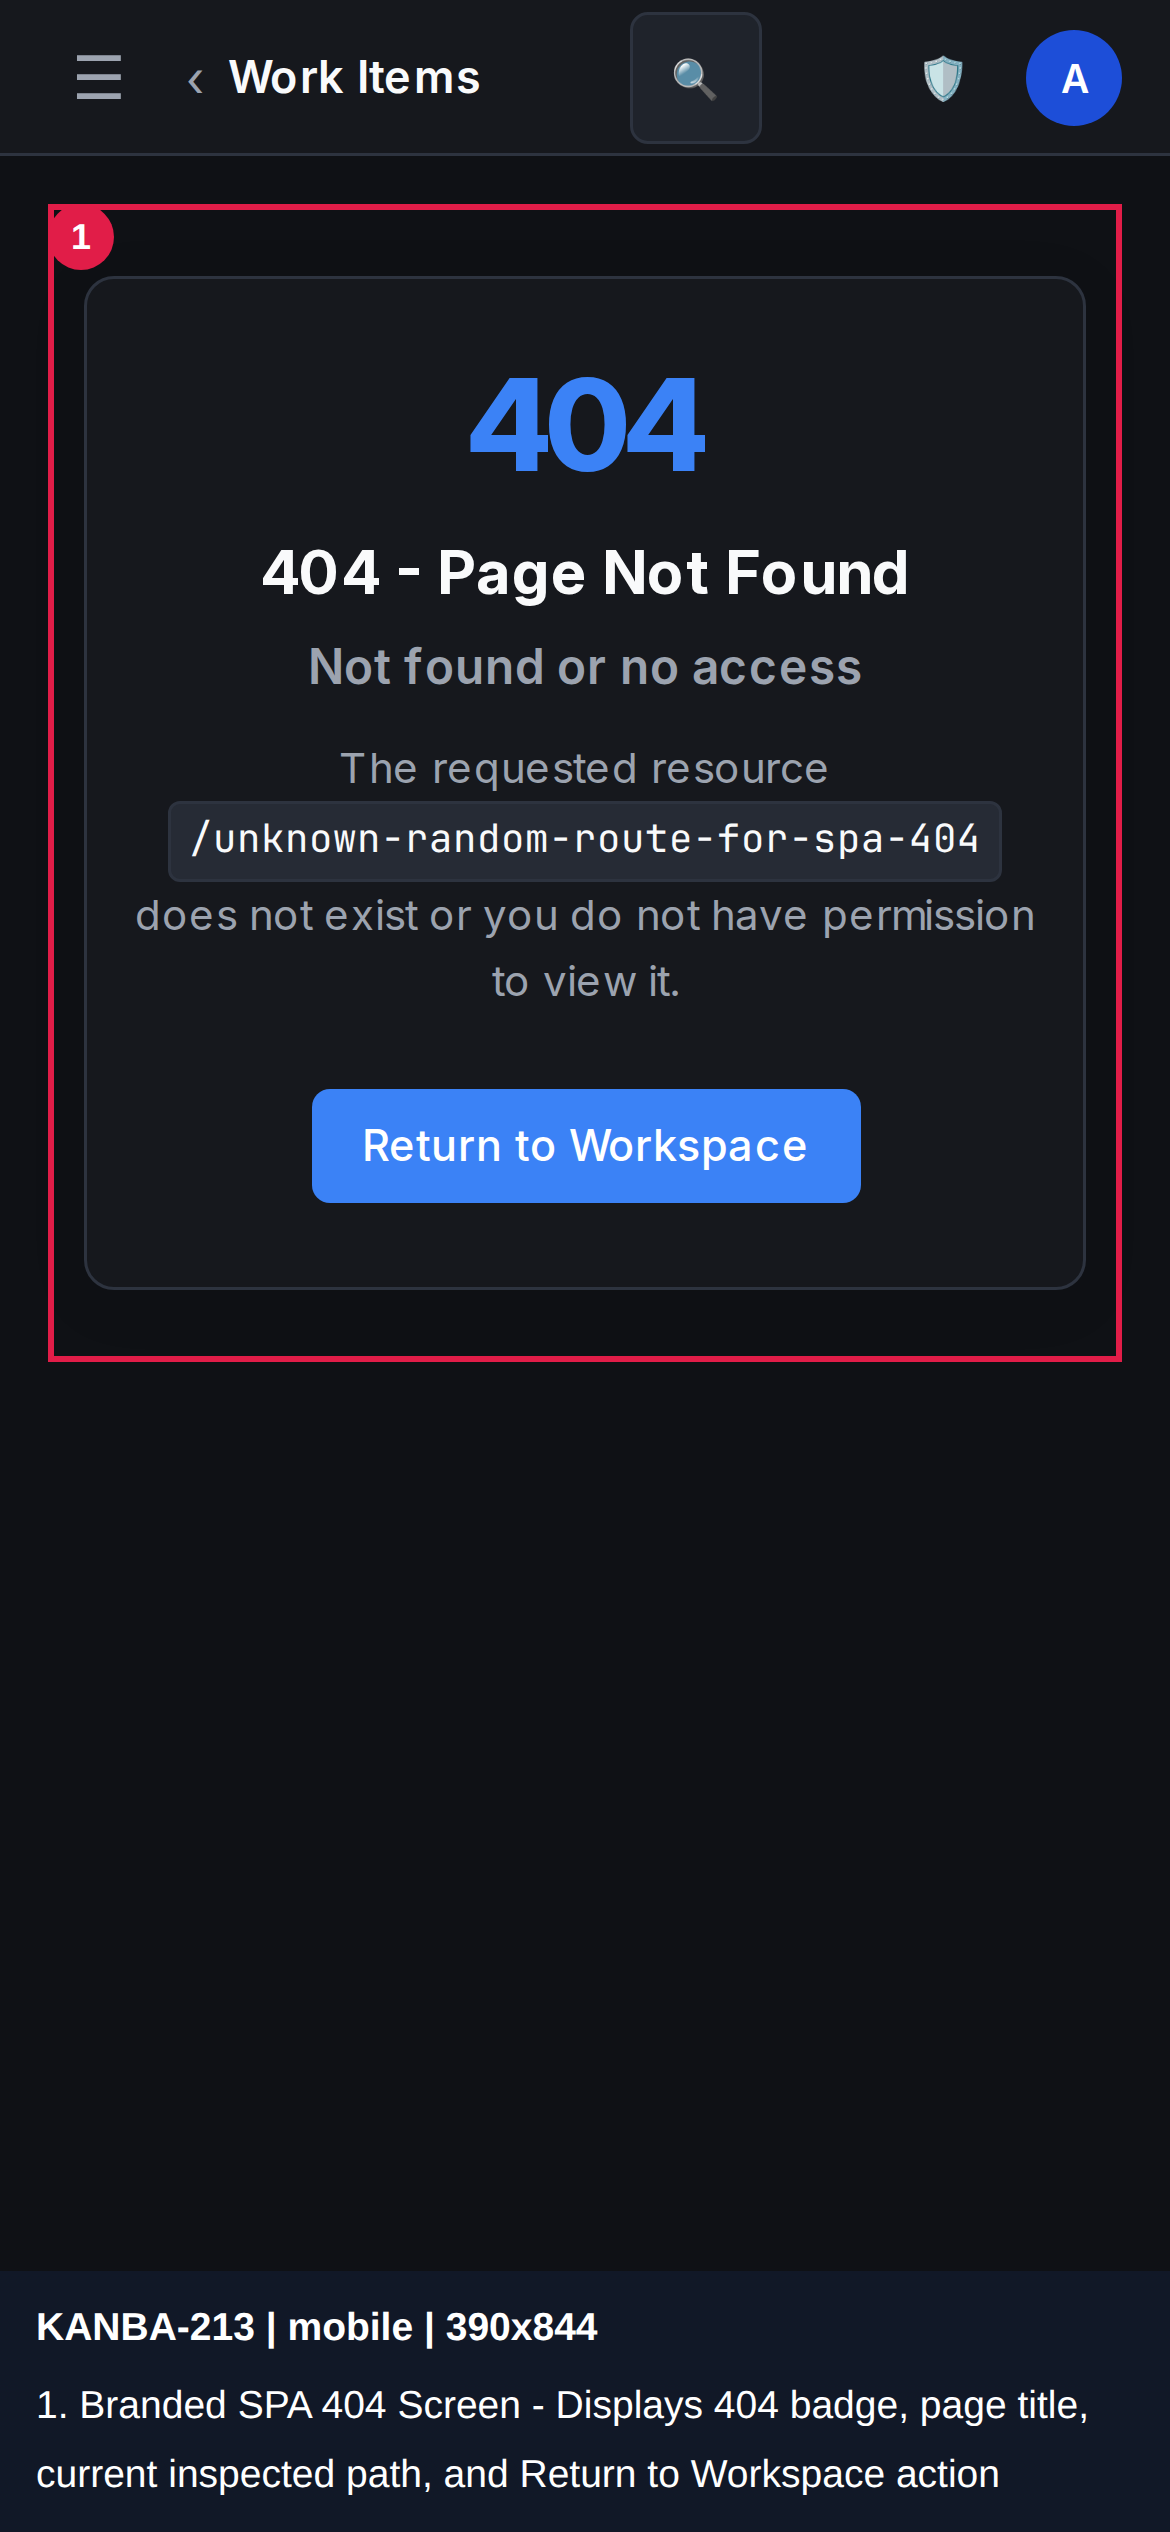 ☰ ‹ Work Items 🔍 🛡️ A
1
404
404 - Page Not Found
Not found or no access
The requested resource
/unknown-random-route-for-spa-404
does not exist or you do not have permission
to view it.
Return to Workspace
KANBA-213 | mobile | 390x844
1. Branded SPA 404 Screen - Displays 404 badge, page title,
current inspected path, and Return to Workspace action